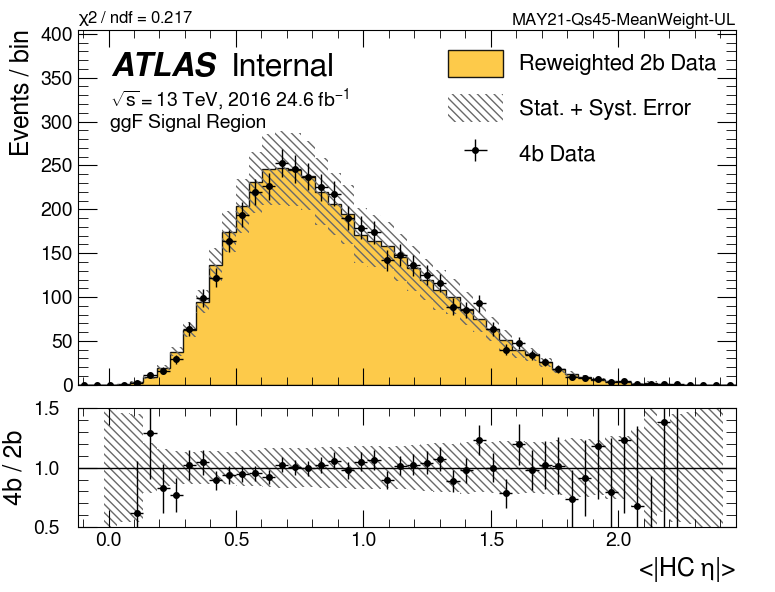 χ² / ndf = 0.217
MAY21-Qs45-MeanWeight-UL
ATLAS Internal
√s = 13 TeV, 2016 24.6 fb⁻¹
ggF Signal Region
Reweighted 2b Data
Stat. + Syst. Error
4b Data
Events / bin
400
350
300
250
200
150
100
50
0
4b / 2b
1.5
1.0
0.5
0.0 0.5 1.0 1.5 2.0
<|HC η|>